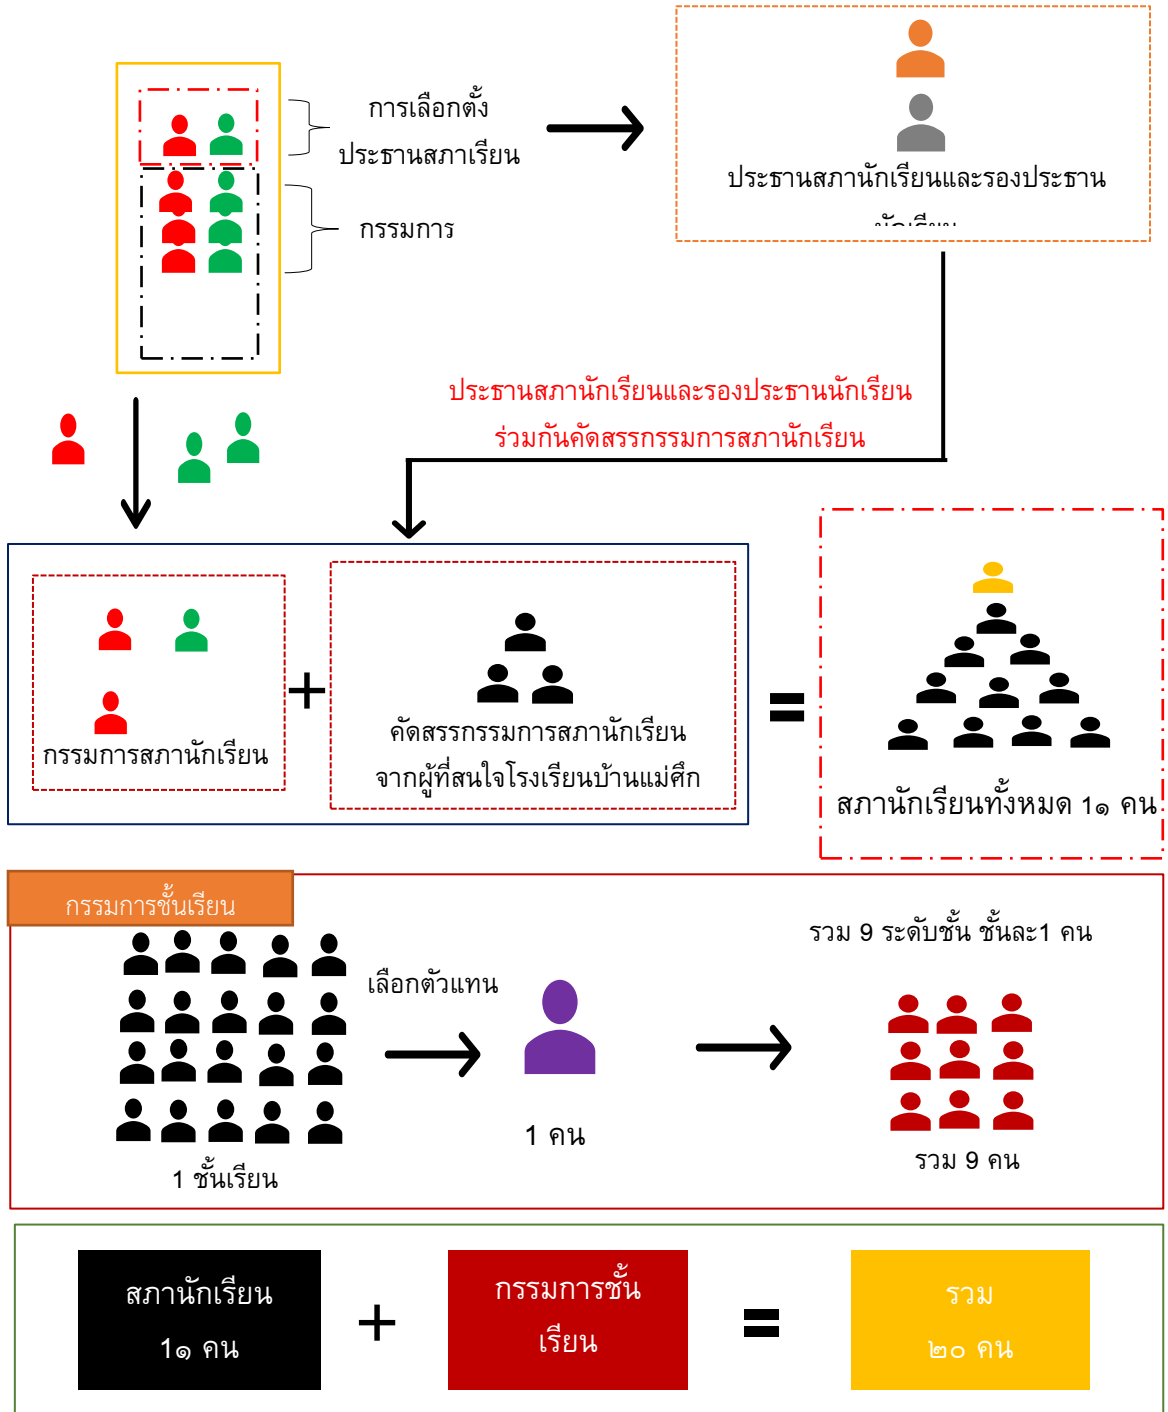 การเลือกตั้ง
ประธานสภาเรียน
กรรมการ
ประธานสภานักเรียนและรองประธาน
นักเรียน
ประธานสภานักเรียนและรองประธานนักเรียน
ร่วมกันคัดสรรกรรมการสภานักเรียน
กรรมการสภานักเรียน
คัดสรรกรรมการสภานักเรียน
จากผู้ที่สนใจโรงเรียนบ้านแม่ศึก
สภานักเรียนทั้งหมด 1๑ คน
กรรมการชั้นเรียน
เลือกตัวแทน
รวม 9 ระดับชั้น ชั้นละ1 คน
1 ชั้นเรียน
1 คน
รวม 9 คน
สภานักเรียน
1๑ คน
กรรมการชั้น
เรียน
รวม
๒๐ คน